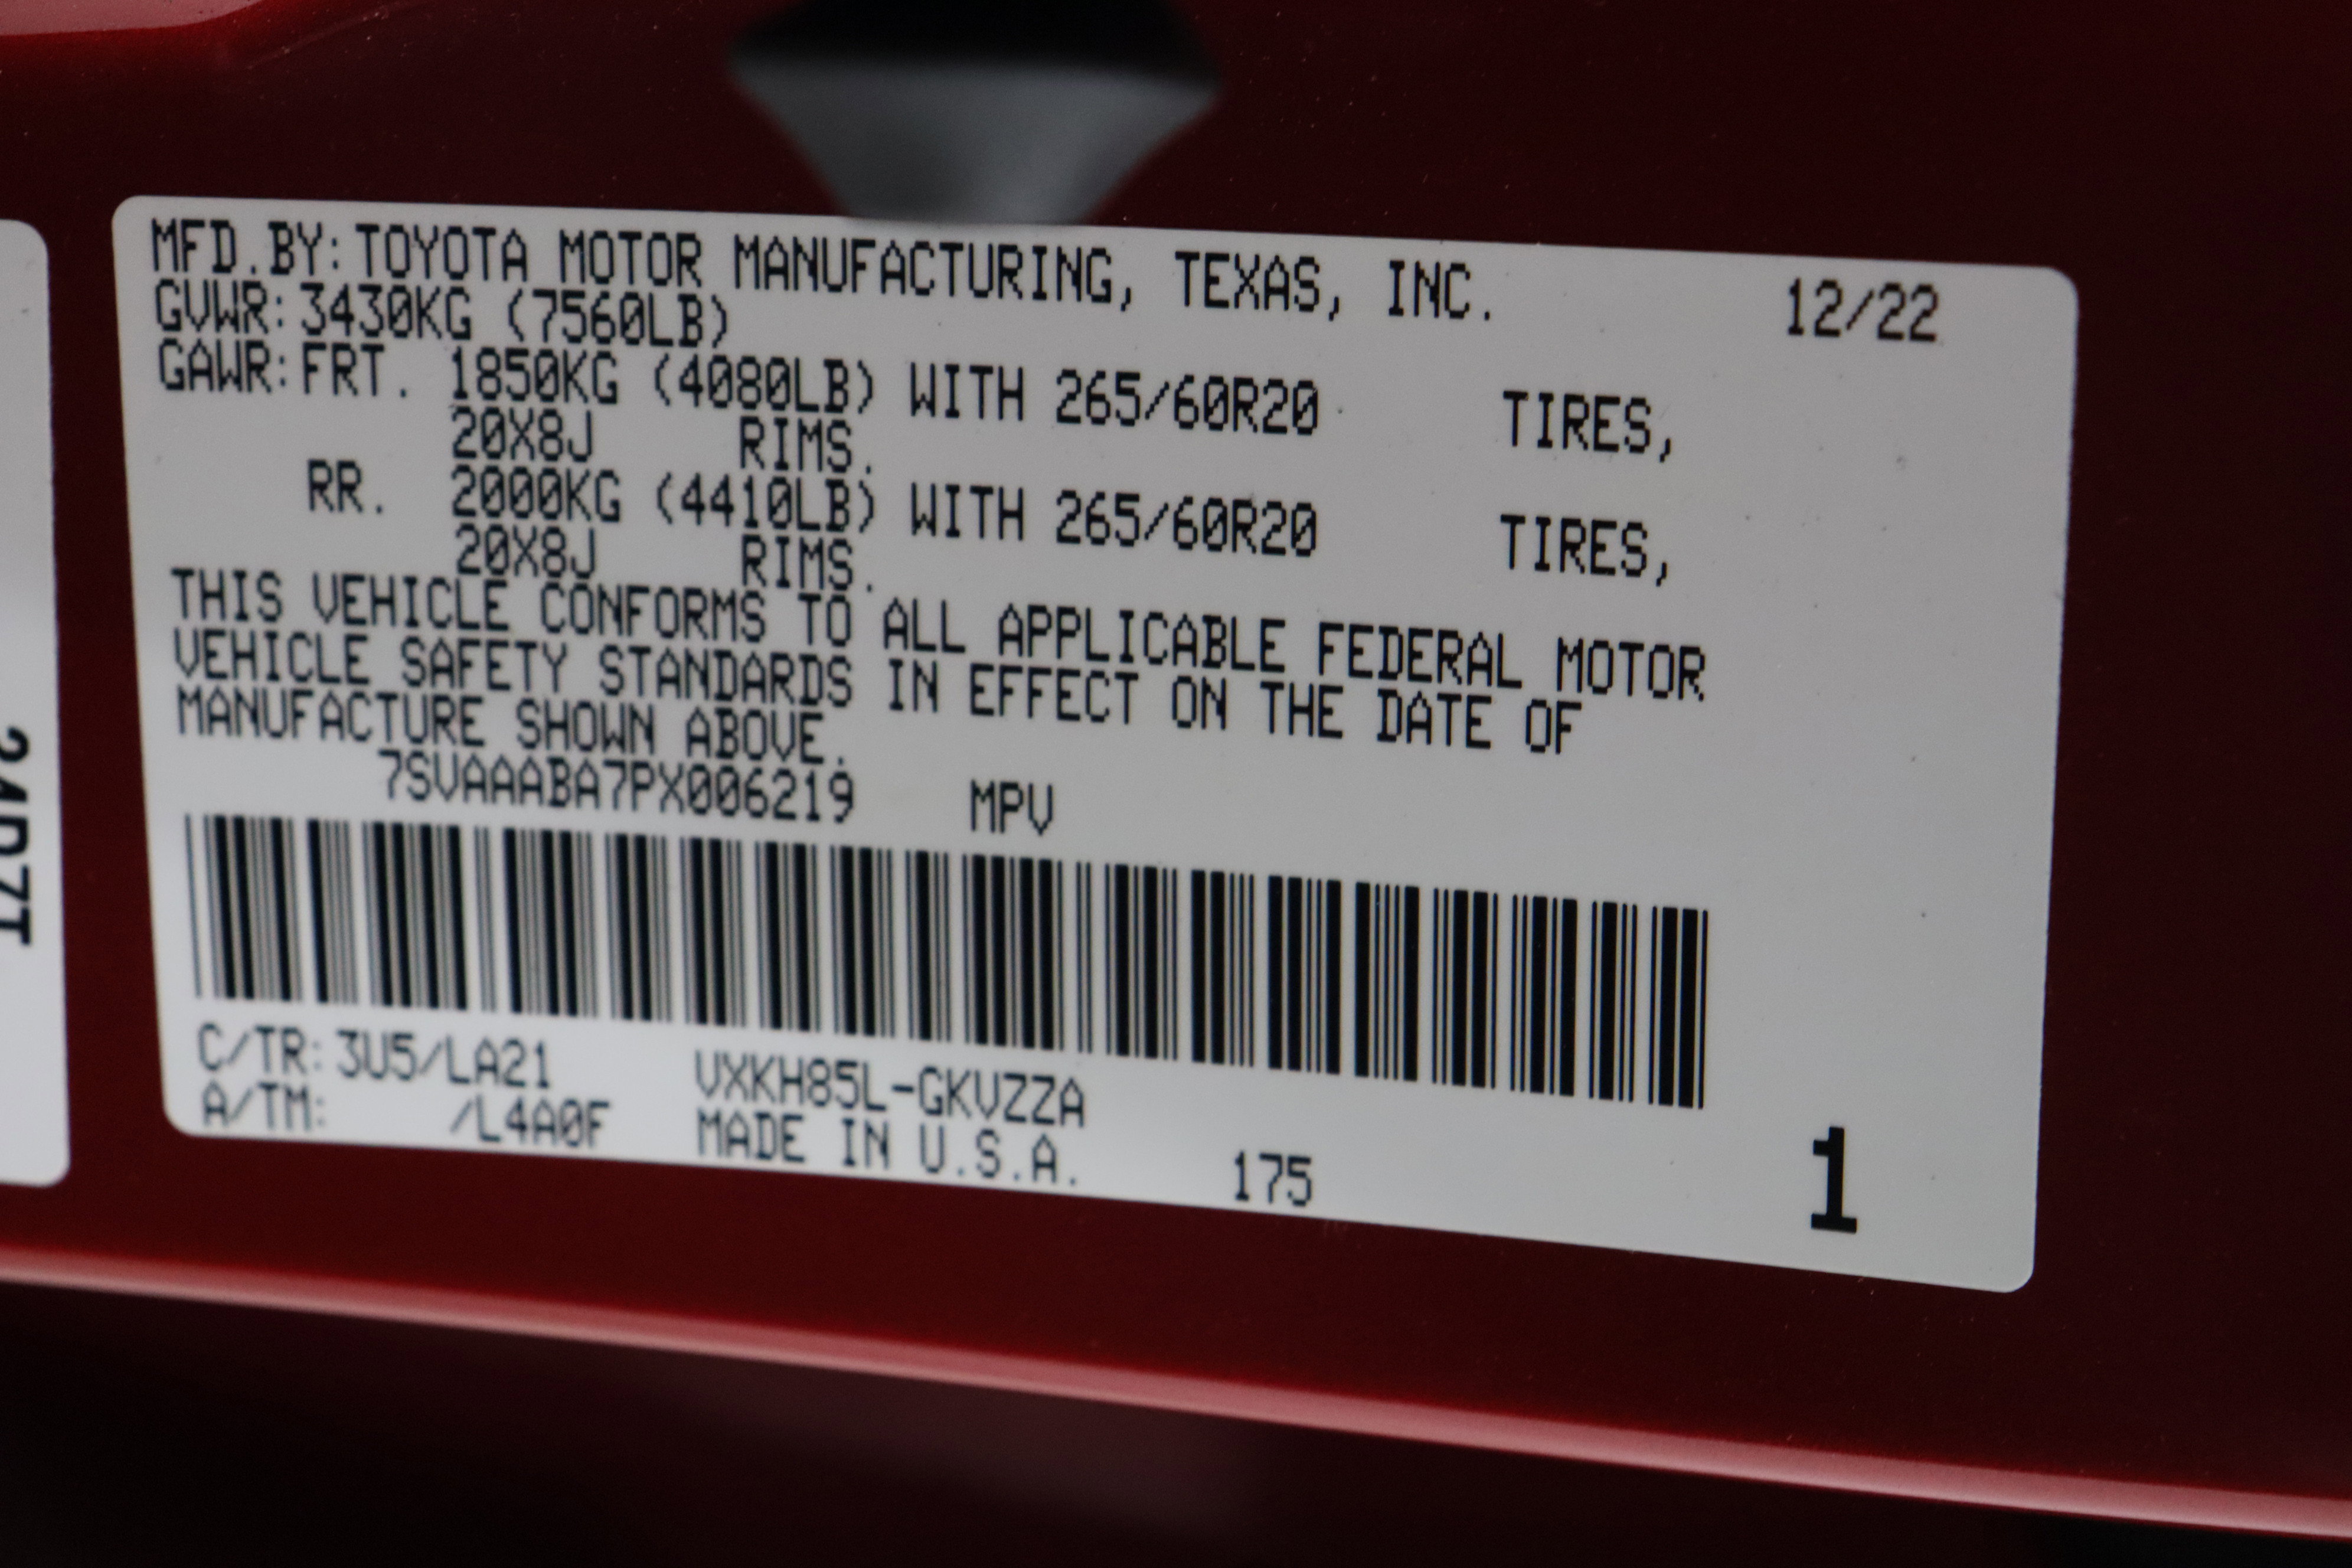 MFD.BY:TOYOTA MOTOR MANUFACTURING, TEXAS, INC. 12/22
GVWR:3430KG (7560LB)
GAWR:FRT. 1850KG (4080LB) WITH 265/60R20 TIRES,
20X8J RIMS.
RR. 2000KG (4410LB) WITH 265/60R20 TIRES,
20X8J RIMS.
THIS VEHICLE CONFORMS TO ALL APPLICABLE FEDERAL MOTOR
VEHICLE SAFETY STANDARDS IN EFFECT ON THE DATE OF
MANUFACTURE SHOWN ABOVE.
7SVAAABA7PX006219 MPV
C/TR:3U5/LA21 VXKH85L-GKVZZA
A/TM: /L4A0F MADE IN U.S.A. 175
1